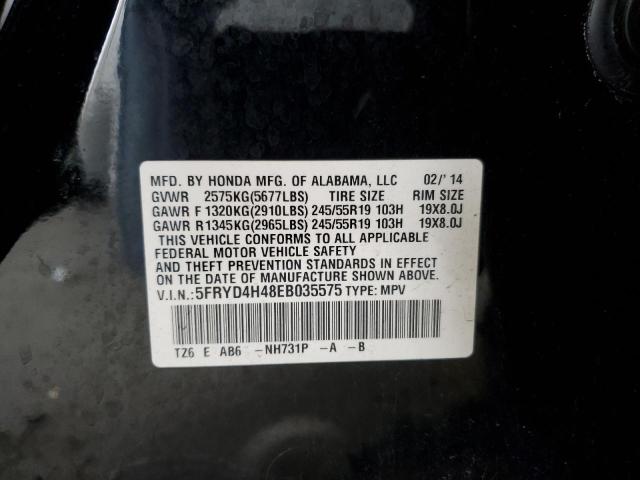 MFD. BY HONDA MFG. OF ALABAMA, LLC 02/'14
GVWR 2575KG(5677LBS) TIRE SIZE RIM SIZE
GAWR F 1320KG(2910LBS) 245/55R19 103H 19X8.0J
GAWR R1345KG(2965LBS) 245/55R19 103H 19X8.0J
THIS VEHICLE CONFORMS TO ALL APPLICABLE
FEDERAL MOTOR VEHICLE SAFETY
AND THEFT PREVENTION STANDARDS IN EFFECT
ON THE DATE OF MANUFACTURE SHOWN ABOVE.
V.I.N.:5FRYD4H48EB035575 TYPE: MPV
TZ6 E AB6 -NH731P -A -B